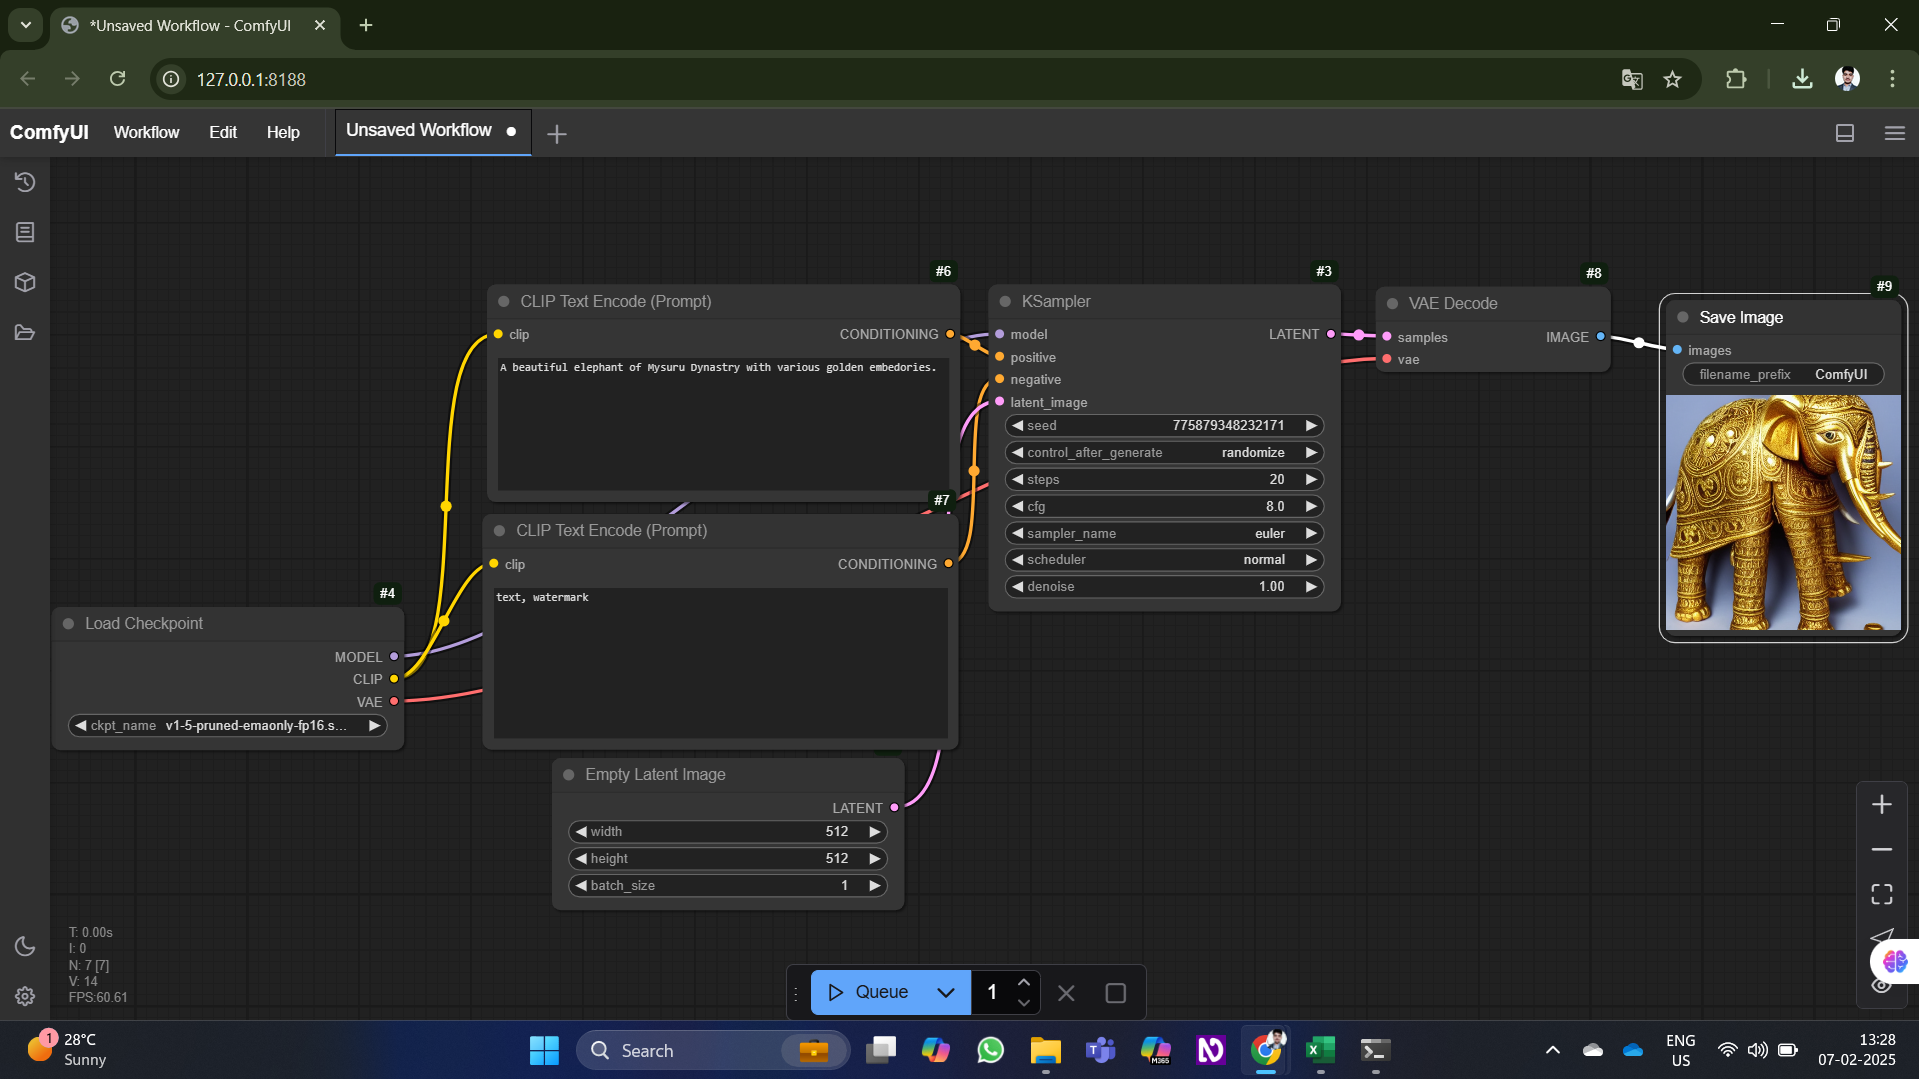 *Unsaved Workflow - ComfyUI
127.0.0.1:8188
ComfyUI
Workflow
Edit
Help
Unsaved Workflow
#6
CLIP Text Encode (Prompt)
clip
CONDITIONING
A beautiful elephant of Mysuru Dynastry with various golden embedories.
#7
CLIP Text Encode (Prompt)
clip
CONDITIONING
text, watermark
#4
Load Checkpoint
MODEL
CLIP
VAE
ckpt_name v1-5-pruned-emaonly-fp16.s...
Empty Latent Image
LATENT
width 512
height 512
batch_size 1
#3
KSampler
model
LATENT
positive
negative
latent_image
seed 775879348232171
control_after_generate randomize
steps 20
cfg 8.0
sampler_name euler
scheduler normal
denoise 1.00
#8
VAE Decode
samples
IMAGE
vae
#9
Save Image
images
filename_prefix ComfyUI
T: 0.00s
I: 0
N: 7 [7]
V: 14
FPS:60.61
Queue
1
1
28°C
Sunny
Search
M365
ENG
US
13:28
07-02-2025